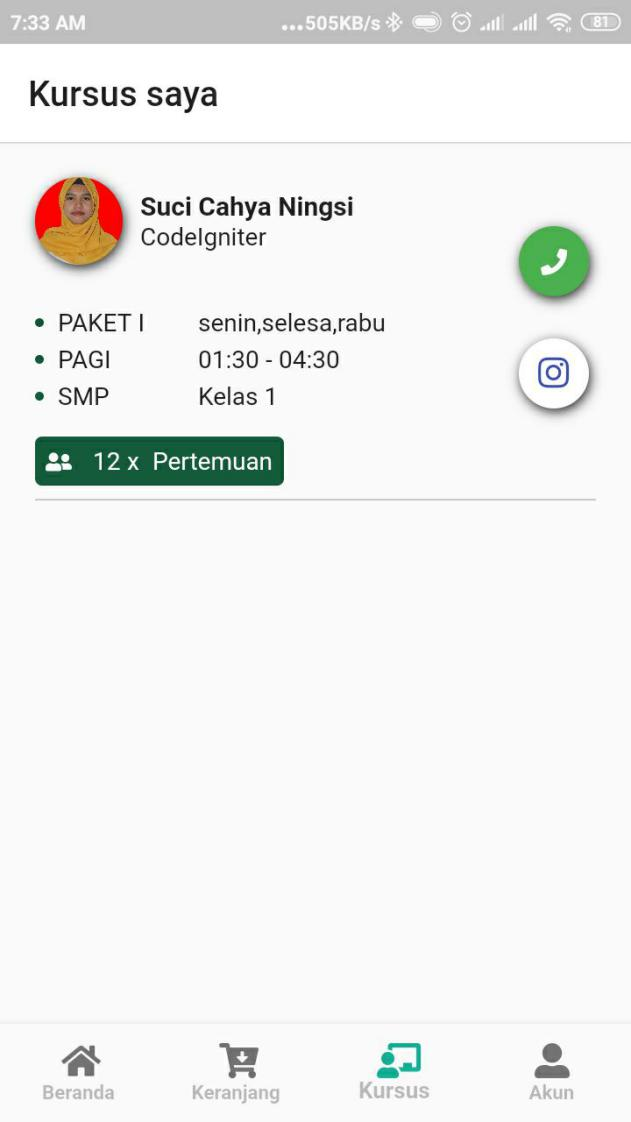 7:33 AM ...505KB/s 81
Kursus saya
Suci Cahya Ningsi
CodeIgniter
PAKET I senin,selesa,rabu
PAGI 01:30 - 04:30
SMP Kelas 1
12 x Pertemuan
Beranda Keranjang Kursus Akun